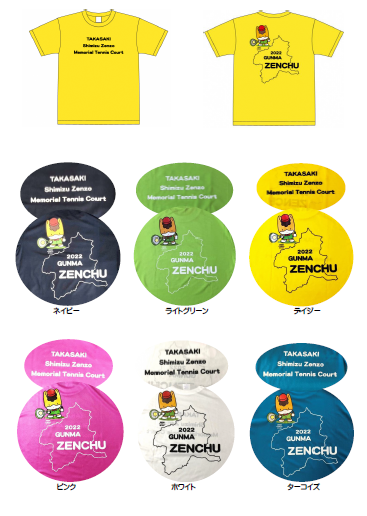 TAKASAKI
Shimizu Zenzo
Memorial Tennis Court
2022
GUNMA
ZENCHU
TAKASAKI
Shimizu Zenzo
Memorial Tennis Court
2022
GUNMA
ZENCHU
ネイビー
TAKASAKI
Shimizu Zenzo
Memorial Tennis Court
2022
GUNMA
ZENCHU
ライトグリーン
TAKASAKI
Shimizu Zenzo
Memorial Tennis Court
2022
GUNMA
ZENCHU
デイジー
TAKASAKI
Shimizu Zenzo
Memorial Tennis Court
2022
GUNMA
ZENCHU
ピンク
TAKASAKI
Shimizu Zenzo
Memorial Tennis Court
2022
GUNMA
ZENCHU
ホワイト
TAKASAKI
Shimizu Zenzo
Memorial Tennis Court
2022
GUNMA
ZENCHU
ターコイズ